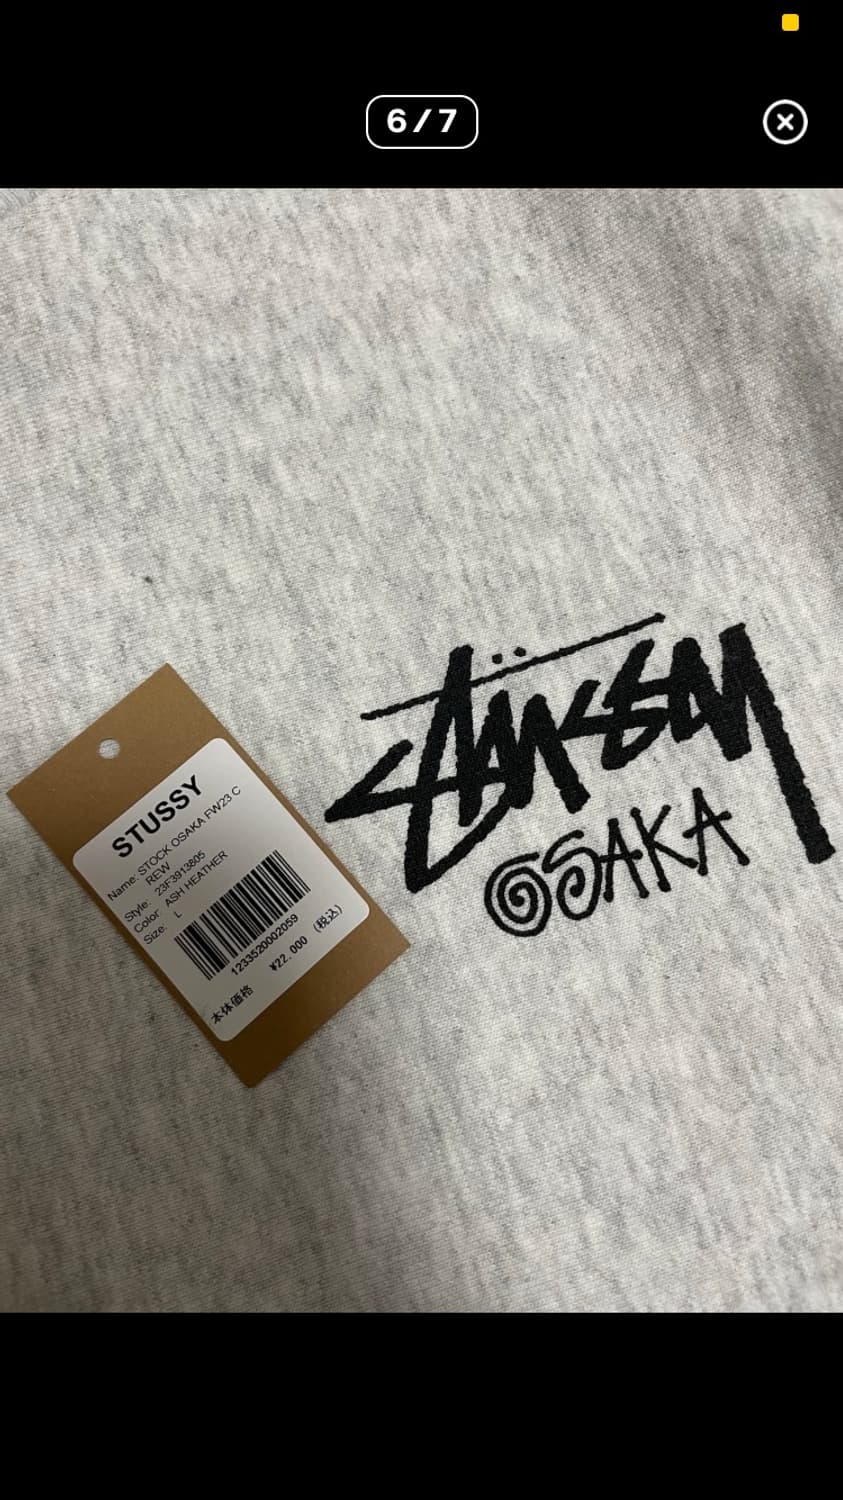 6/7
STÜSSY
OSAKA
STUSSY
Name: STOCK OSAKA FW23 C
REW
Style: 23F3913805
Color: ASH HEATHER
Size: L
1233520002059
本体価格 ¥22,000 (税込)